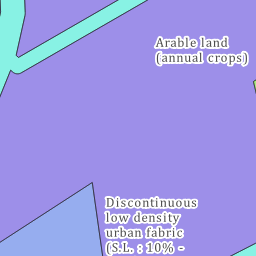 Arable land
(annual crops)
Discontinuous
low density
urban fabric
(S.L. : 10% -